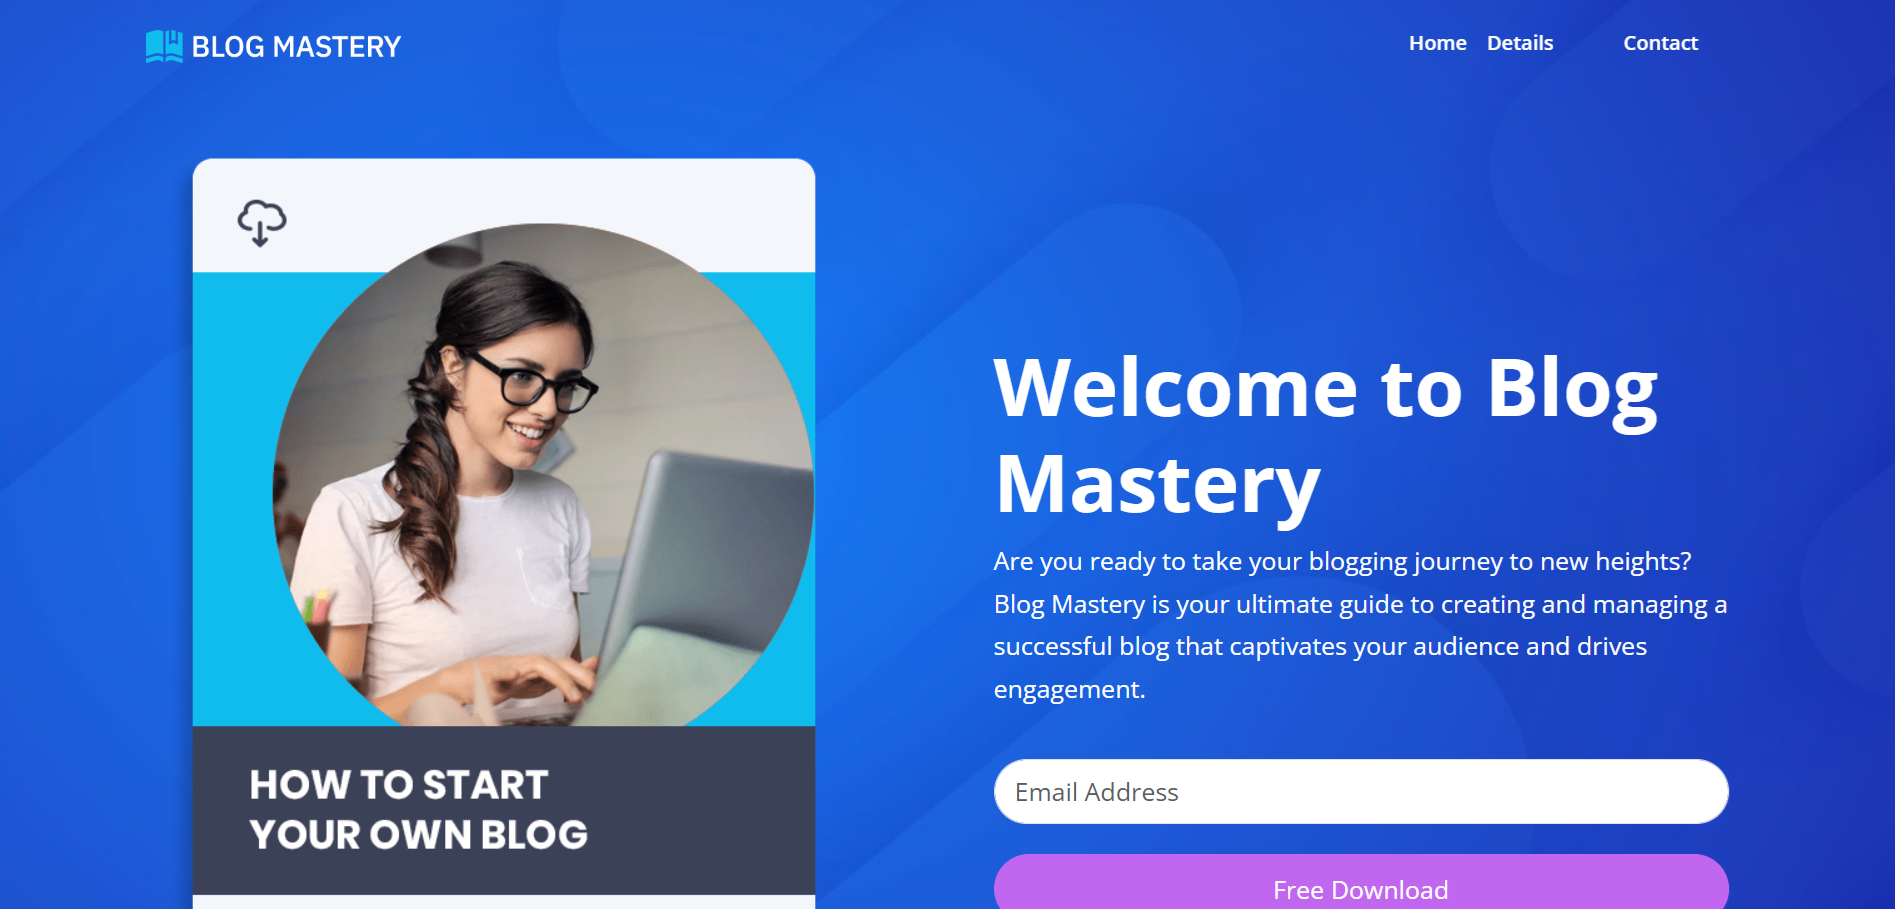 BLOG MASTERY
Home Details Contact
HOW TO START
YOUR OWN BLOG
Welcome to Blog
Mastery
Are you ready to take your blogging journey to new heights?
Blog Mastery is your ultimate guide to creating and managing a
successful blog that captivates your audience and drives
engagement.
Email Address
Free Download